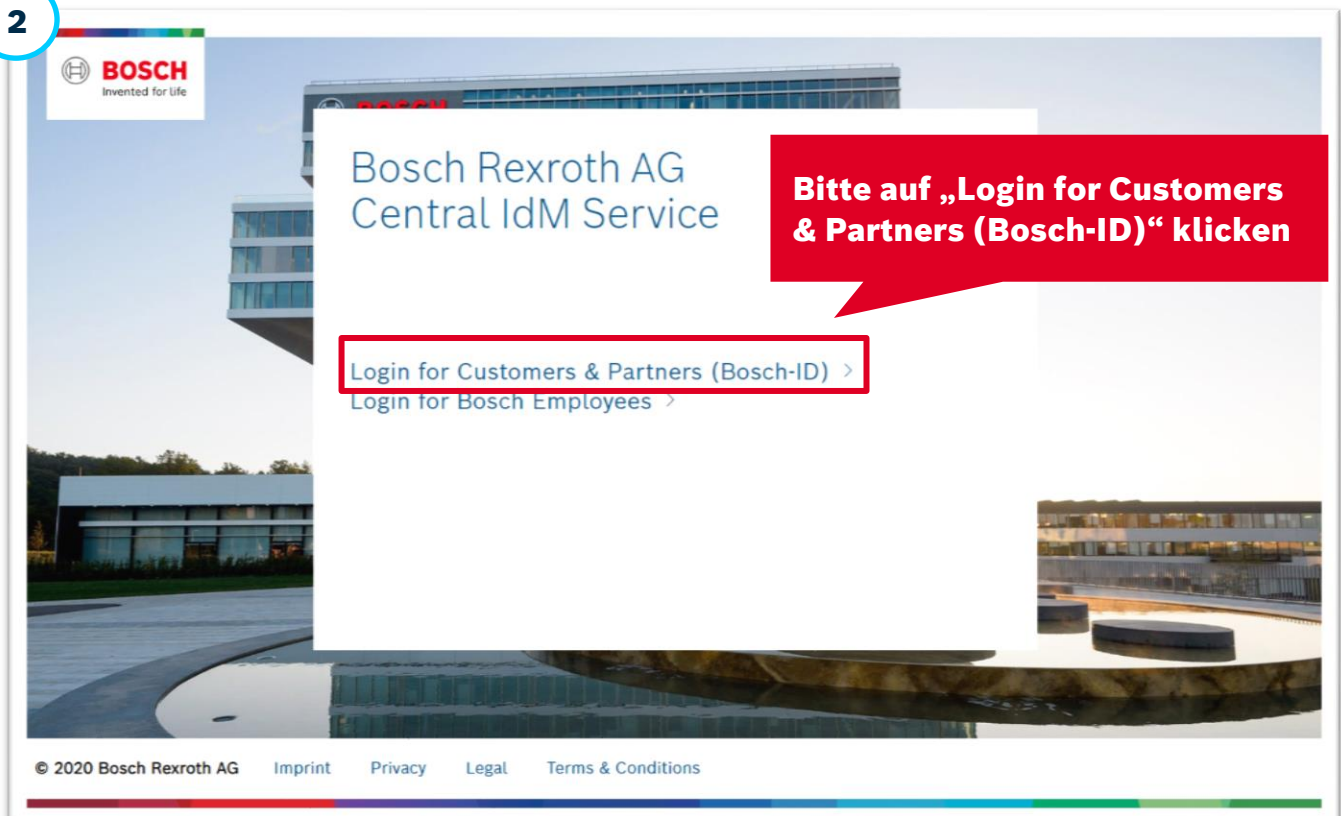 2
BOSCH
Invented for life
BOSCH
Bosch Rexroth AG
Central IdM Service
Bitte auf „Login for Customers
& Partners (Bosch-ID)“ klicken
Login for Customers & Partners (Bosch-ID) >
Login for Bosch Employees >
© 2020 Bosch Rexroth AG Imprint Privacy Legal Terms & Conditions